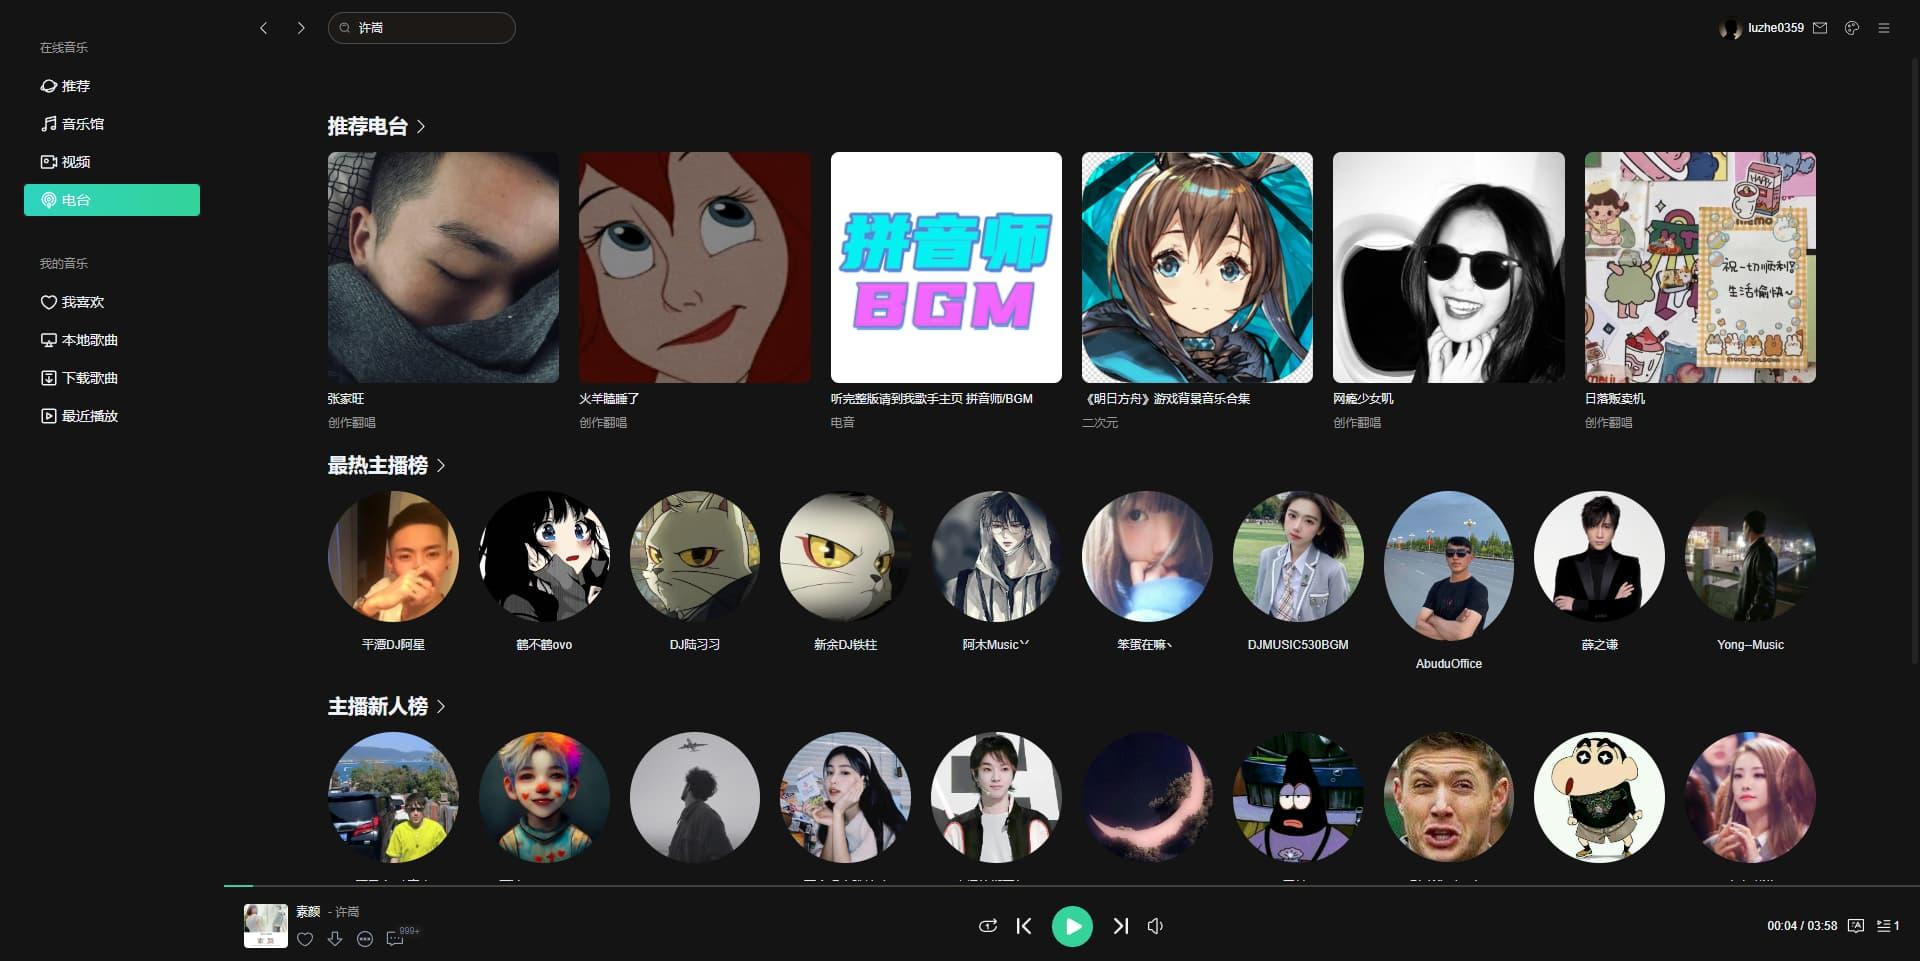 在线音乐
推荐
音乐馆
视频
电台
我的音乐
我喜欢
本地歌曲
下载歌曲
最近播放
许嵩
luzhe0359
推荐电台
拼音师
BGM
HAPPY
祝一切顺利
生活愉快~
张家旺
创作翻唱
火羊瞌睡了
创作翻唱
听完整版请到我歌手主页 拼音师/BGM
电音
《明日方舟》游戏背景音乐合集
二次元
网瘾少女叽
创作翻唱
日落贩卖机
创作翻唱
最热主播榜
平潭DJ阿星
鹤不鹤ovo
DJ陆习习
新余DJ铁柱
阿木Music丷
笨蛋在嘛丶
DJMUSIC530BGM
AbuduOffice
薛之谦
Yong--Music
主播新人榜
素颜 - 许嵩
999+
00:04 / 03:58
1